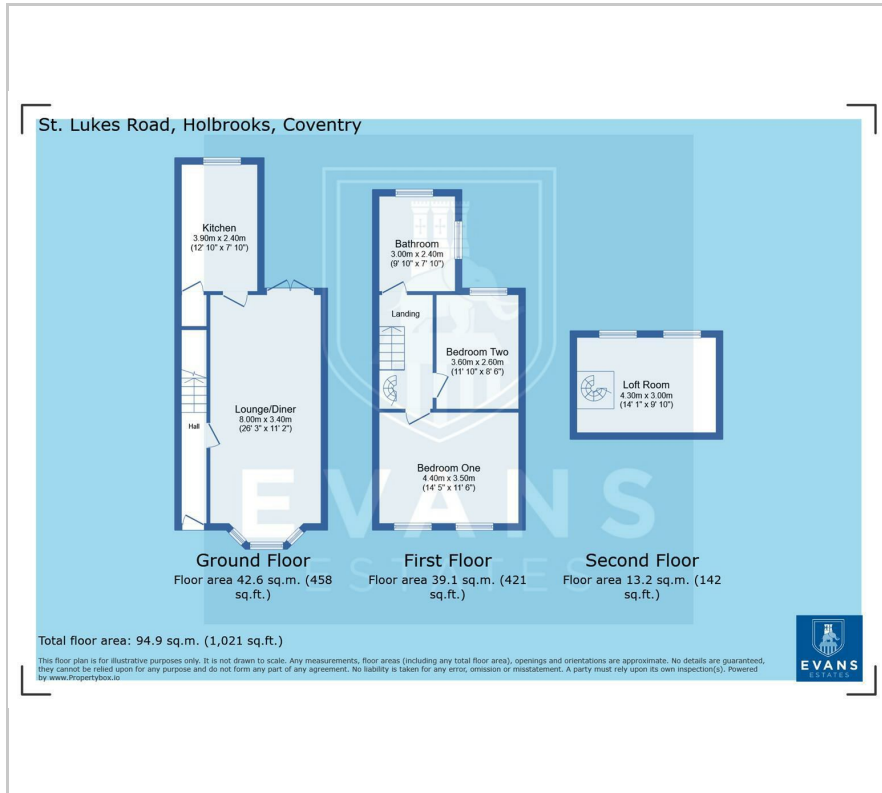 St. Lukes Road, Holbrooks, Coventry
Kitchen
3.90m x 2.40m
(12' 10" x 7' 10")
Lounge/Diner
8.00m x 3.40m
(26' 3" x 11' 2")
Hall
Ground Floor
Floor area 42.6 sq.m. (458
sq.ft.)
Bathroom
3.00m x 2.40m
(9' 10" x 7' 10")
Landing
Bedroom Two
3.60m x 2.60m
(11' 10" x 8' 6")
Bedroom One
4.40m x 3.50m
(14' 5" x 11' 6")
First Floor
Floor area 39.1 sq.m. (421
sq.ft.)
Loft Room
4.30m x 3.00m
(14' 1" x 9' 10")
Second Floor
Floor area 13.2 sq.m. (142
sq.ft.)
EVANS
ESTATES
Total floor area: 94.9 sq.m. (1,021 sq.ft.)
This floor plan is for illustrative purposes only. It is not drawn to scale. Any measurements, floor areas (including any total floor area), openings and orientations are approximate. No details are guaranteed,
they cannot be relied upon for any purpose and do not form any part of any agreement. No liability is taken for any error, omission or misstatement. A party must rely upon its own inspection(s). Powered
by www.Propertybox.io
EVANS
ESTATES